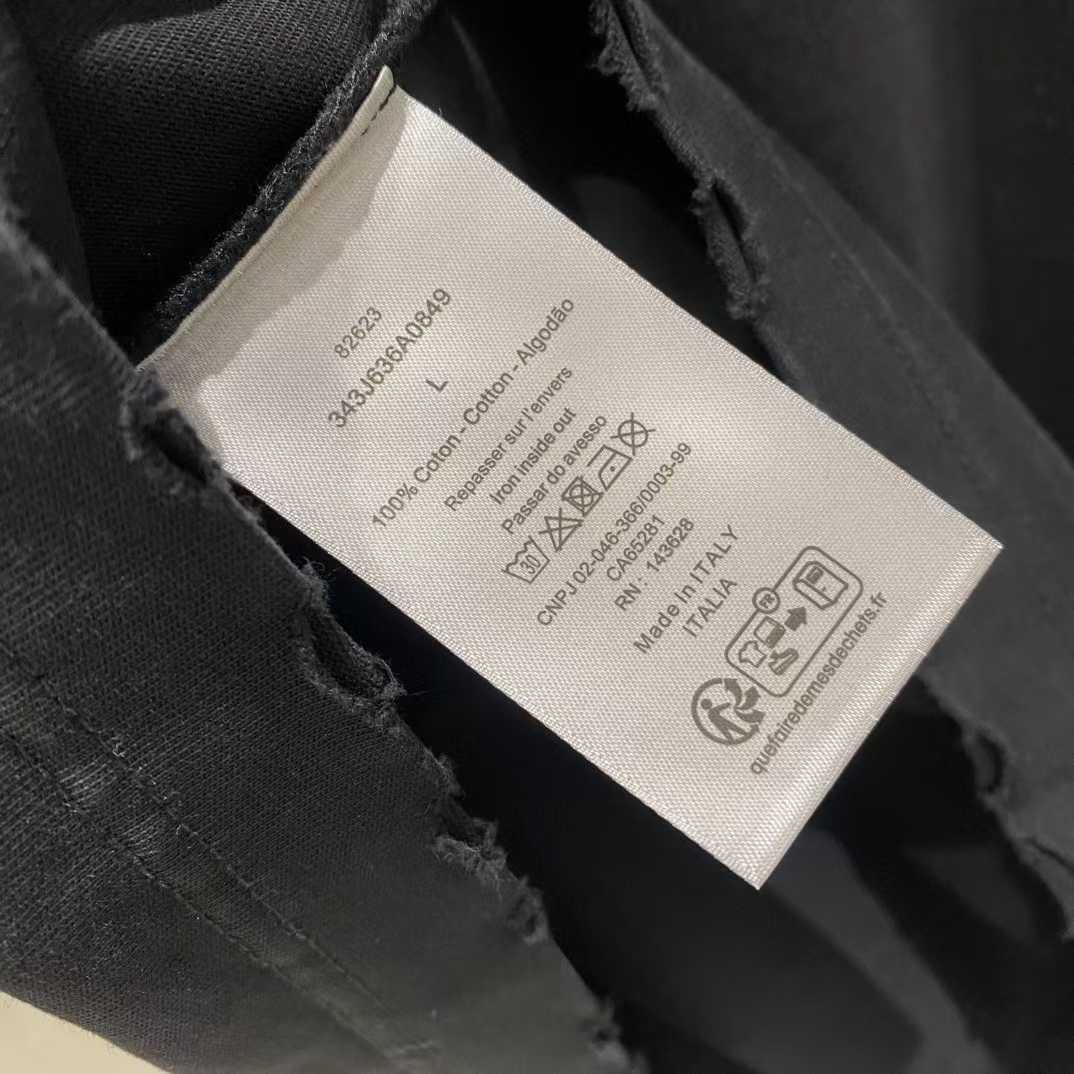 82623
343J636A0849
L
100% Coton - Cotton - Algodão
Repasser sur l'envers
Iron inside out
Passar do avesso
30
CNPJ 02-046-366/0003-99
CA65281
RN : 143628
Made in ITALY
ITALIA
FR
quefairedemesdechets.fr